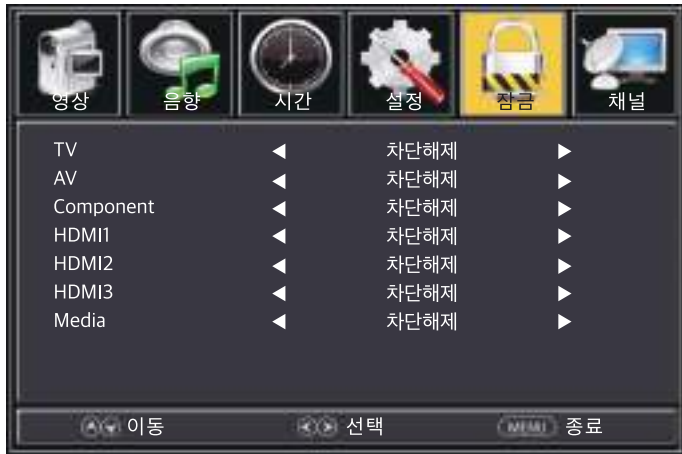 영상 음향 시간 설정 잠금 채널
TV 차단해제
AV 차단해제
Component 차단해제
HDMI1 차단해제
HDMI2 차단해제
HDMI3 차단해제
Media 차단해제
이동 선택 MENU 종료